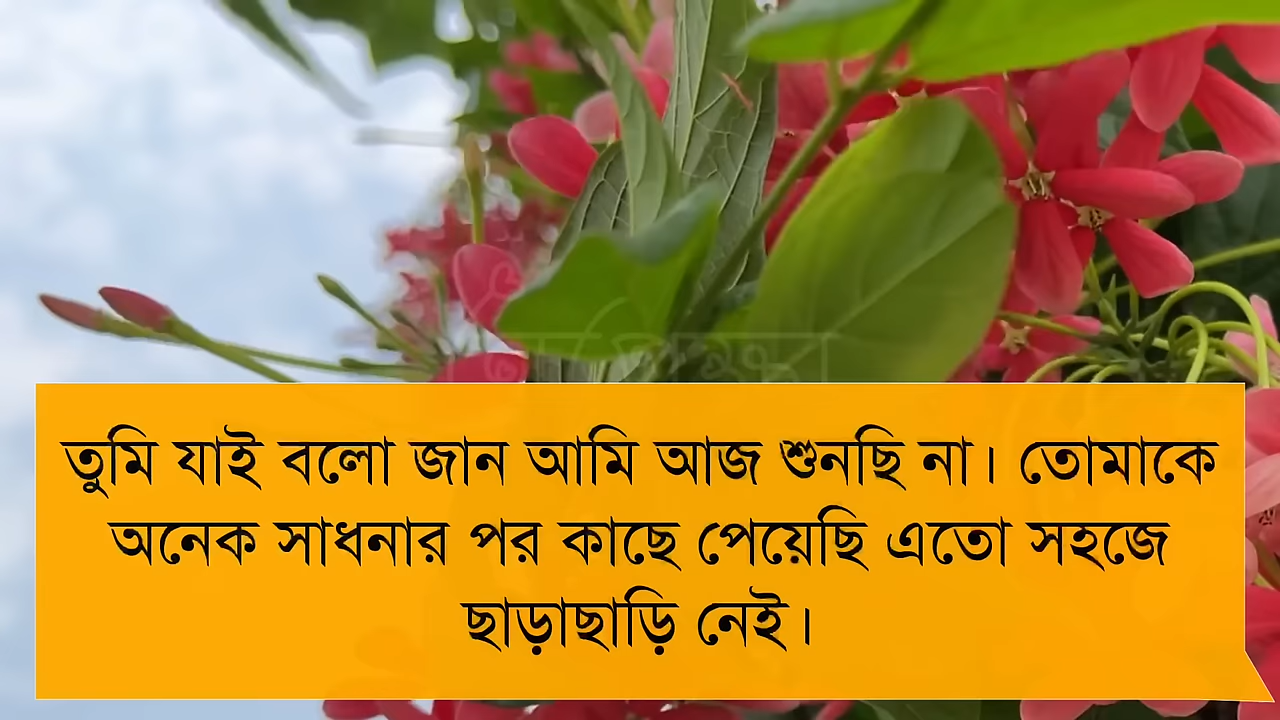 তুমি যাই বলো জান আমি আজ শুনছি না। তোমাকে
অনেক সাধনার পর কাছে পেয়েছি এতো সহজে
ছাড়াছাড়ি নেই।